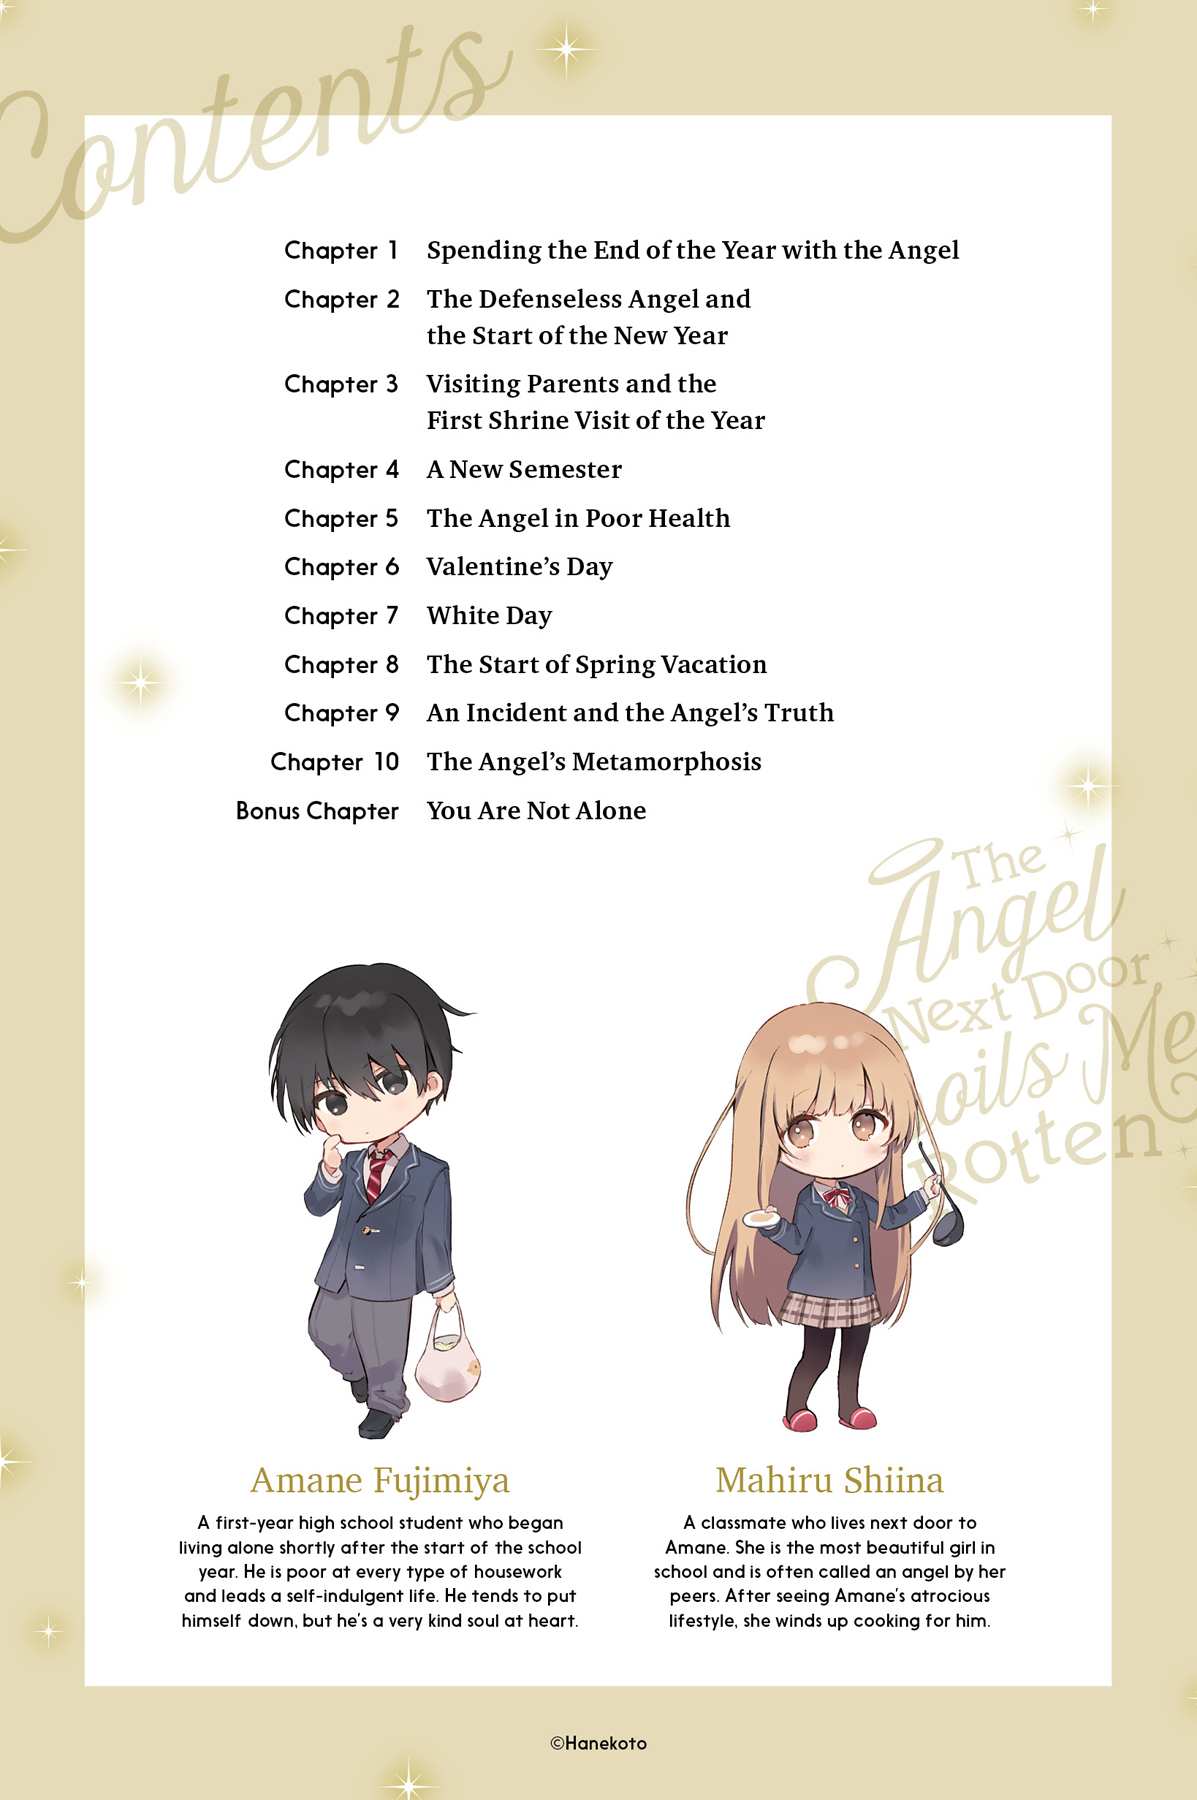 Contents
Chapter 1 Spending the End of the Year with the Angel
Chapter 2 The Defenseless Angel and
the Start of the New Year
Chapter 3 Visiting Parents and the
First Shrine Visit of the Year
Chapter 4 A New Semester
Chapter 5 The Angel in Poor Health
Chapter 6 Valentine’s Day
Chapter 7 White Day
Chapter 8 The Start of Spring Vacation
Chapter 9 An Incident and the Angel’s Truth
Chapter 10 The Angel’s Metamorphosis
Bonus Chapter You Are Not Alone
The
Angel
Next Door
oils Me
Rotten
Amane Fujimiya
A first-year high school student who began
living alone shortly after the start of the school
year. He is poor at every type of housework
and leads a self-indulgent life. He tends to put
himself down, but he's a very kind soul at heart.
Mahiru Shiina
A classmate who lives next door to
Amane. She is the most beautiful girl in
school and is often called an angel by her
peers. After seeing Amane's atrocious
lifestyle, she winds up cooking for him.
©Hanekoto